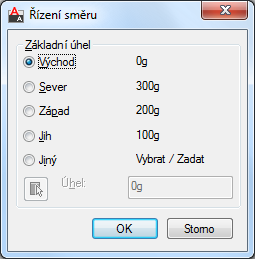 Řízení směru
Základní úhel
Východ 0g
Sever 300g
Západ 200g
Jih 100g
Jiný Vybrat / Zadat
Úhel: 0g
OK Storno